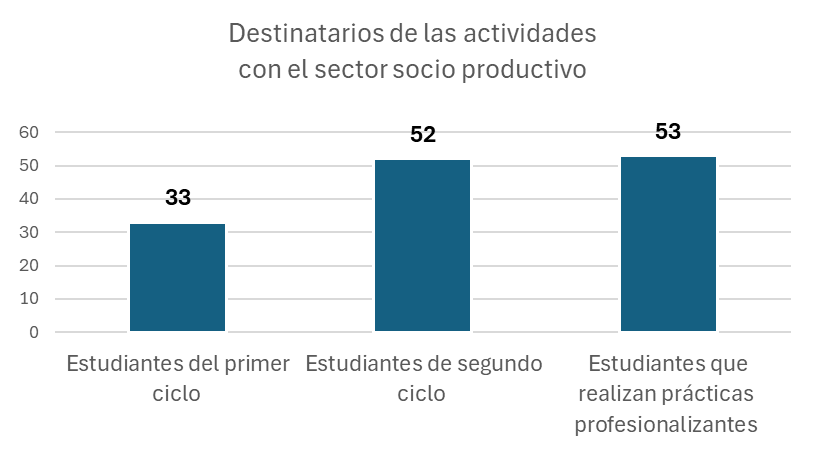 Destinatarios de las actividades
con el sector socio productivo
60
50
40
30
20
10
0
33
52
53
Estudiantes del primer
ciclo
Estudiantes de segundo
ciclo
Estudiantes que
realizan prácticas
profesionalizantes